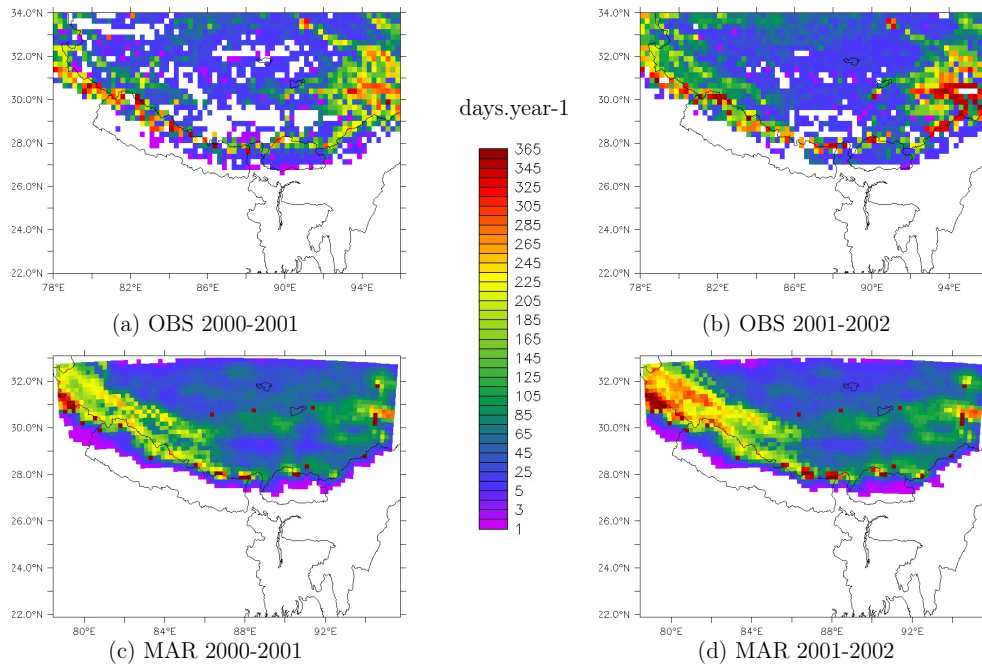 34.0°N
32.0°N
30.0°N
28.0°N
26.0°N
24.0°N
22.0°N
78°E 82°E 86°E 90°E 94°E
(a) OBS 2000-2001
days.year-1
365
345
325
305
285
265
245
225
205
185
165
145
125
105
85
65
45
25
5
3
1
34.0°N
32.0°N
30.0°N
28.0°N
26.0°N
24.0°N
22.0°N
78°E 82°E 86°E 90°E 94°E
(b) OBS 2001-2002
32.0°N
30.0°N
28.0°N
26.0°N
24.0°N
22.0°N
80°E 84°E 88°E 92°E
(c) MAR 2000-2001
32.0°N
30.0°N
28.0°N
26.0°N
24.0°N
22.0°N
80°E 84°E 88°E 92°E
(d) MAR 2001-2002